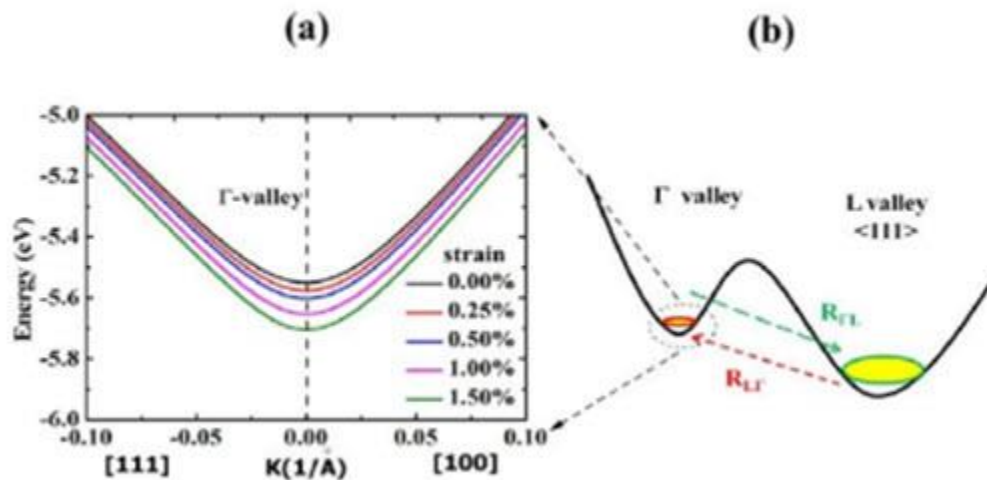 (a)
(b)
-5.0
-5.2
-5.4
-5.6
-5.8
-6.0
Energy (eV)
Γ-valley
strain
0.00%
0.25%
0.50%
1.00%
1.50%
-0.10
-0.05
0.00
0.05
0.10
[111]
K(1/Å)
[100]
Γ valley
L valley
<111>
R_ΓL
R_LΓ